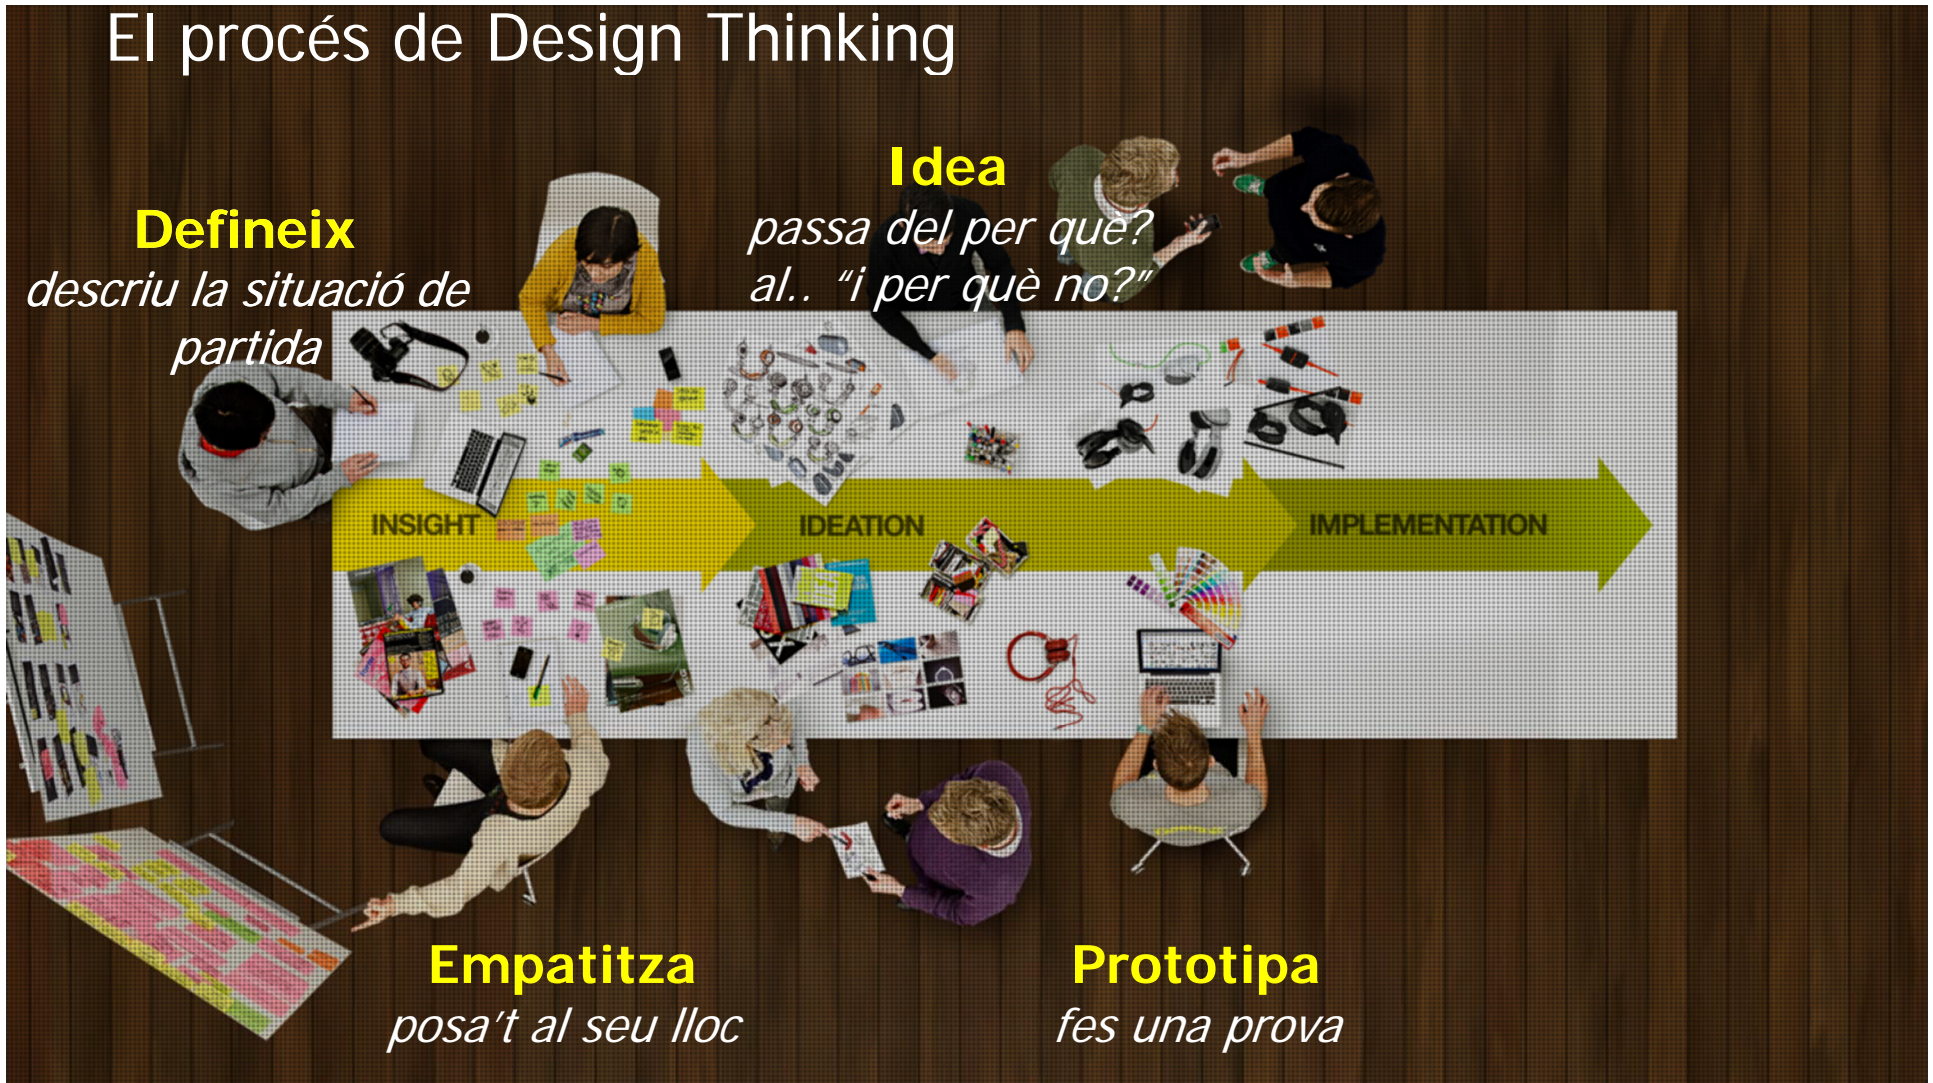 El procés de Design Thinking
Defineix
descriu la situació de
partida
Idea
passa del per què?
al.. “i per què no?”
INSIGHT
IDEATION
IMPLEMENTATION
Empatitza
posa’t al seu lloc
Prototipa
fes una prova